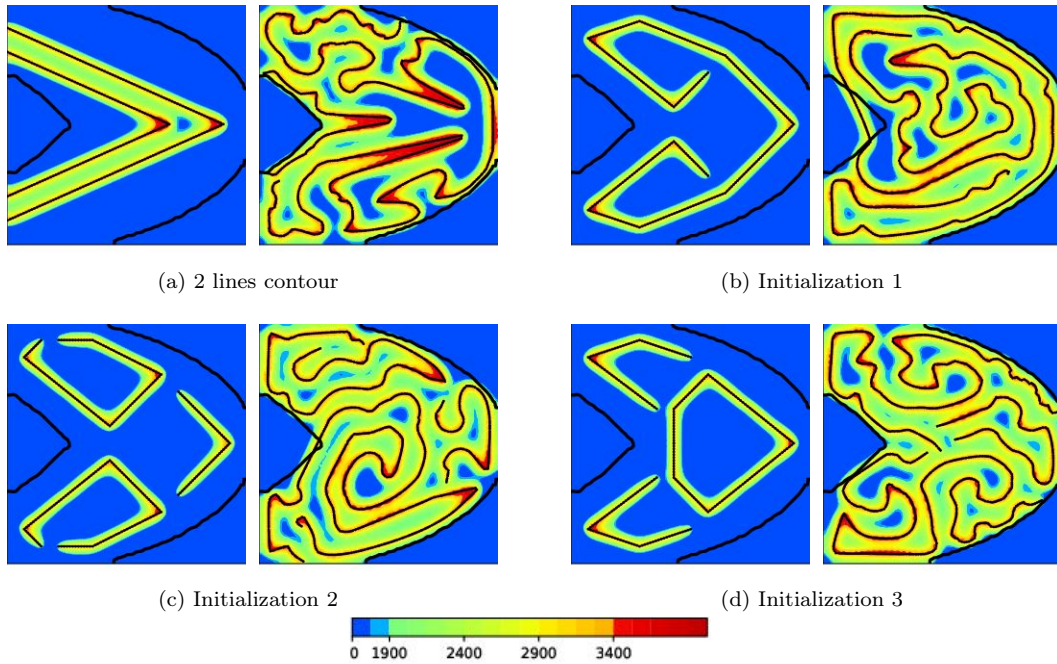 (a) 2 lines contour
(b) Initialization 1
(c) Initialization 2
(d) Initialization 3
0 1900 2400 2900 3400